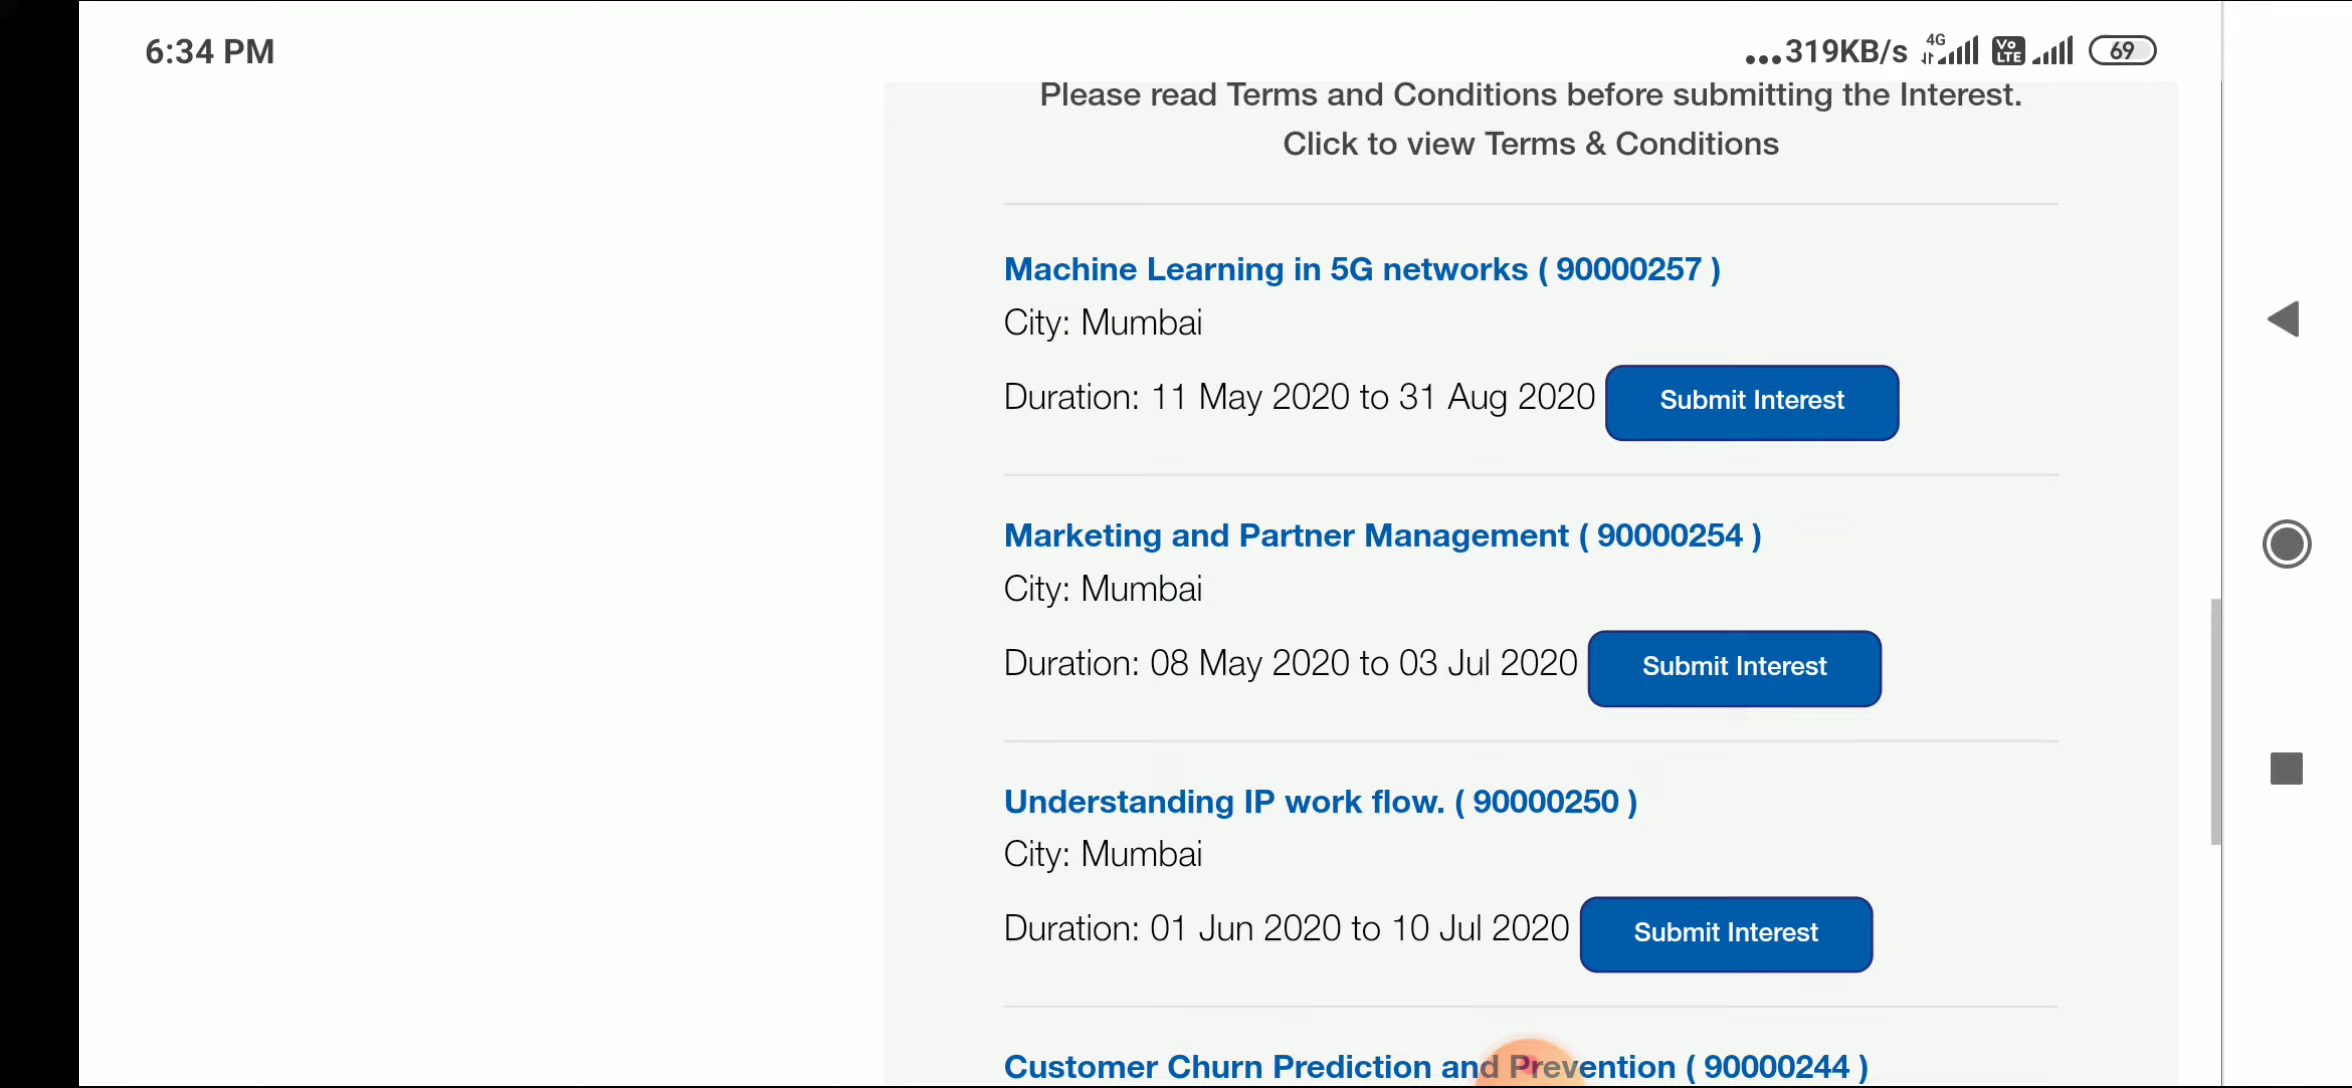 6:34 PM
...319KB/s 4G Vo LTE 69
Please read Terms and Conditions before submitting the Interest.
Click to view Terms & Conditions
Machine Learning in 5G networks ( 90000257 )
City: Mumbai
Duration: 11 May 2020 to 31 Aug 2020 Submit Interest
Marketing and Partner Management ( 90000254 )
City: Mumbai
Duration: 08 May 2020 to 03 Jul 2020 Submit Interest
Understanding IP work flow. ( 90000250 )
City: Mumbai
Duration: 01 Jun 2020 to 10 Jul 2020 Submit Interest
Customer Churn Prediction and Prevention ( 90000244 )